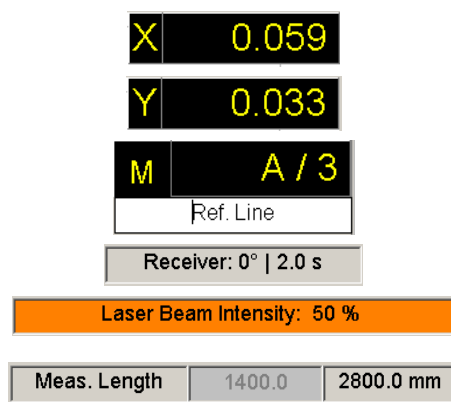 X 0.059
Y 0.033
M A / 3
Ref. Line
Receiver: 0° | 2.0 s
Laser Beam Intensity: 50 %
Meas. Length 1400.0 2800.0 mm